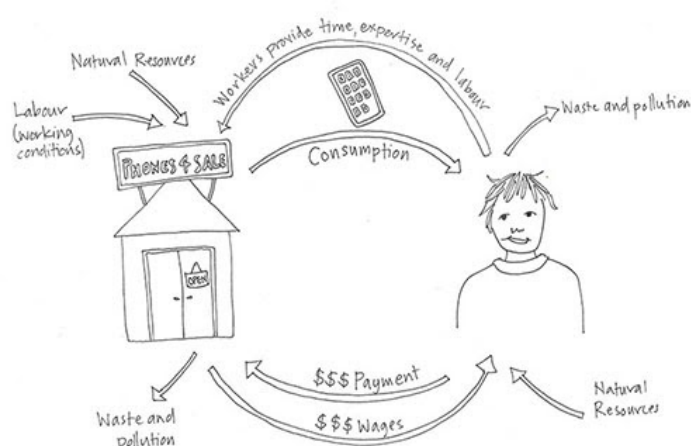 Natural Resources
Labour
(working
conditions)
Workers provide time, expertise and labour
Waste and pollution
Consumption
PHONES 4 SALE
OPEN
$$$ Payment
$$$ Wages
Waste and
pollution
Natural
Resources